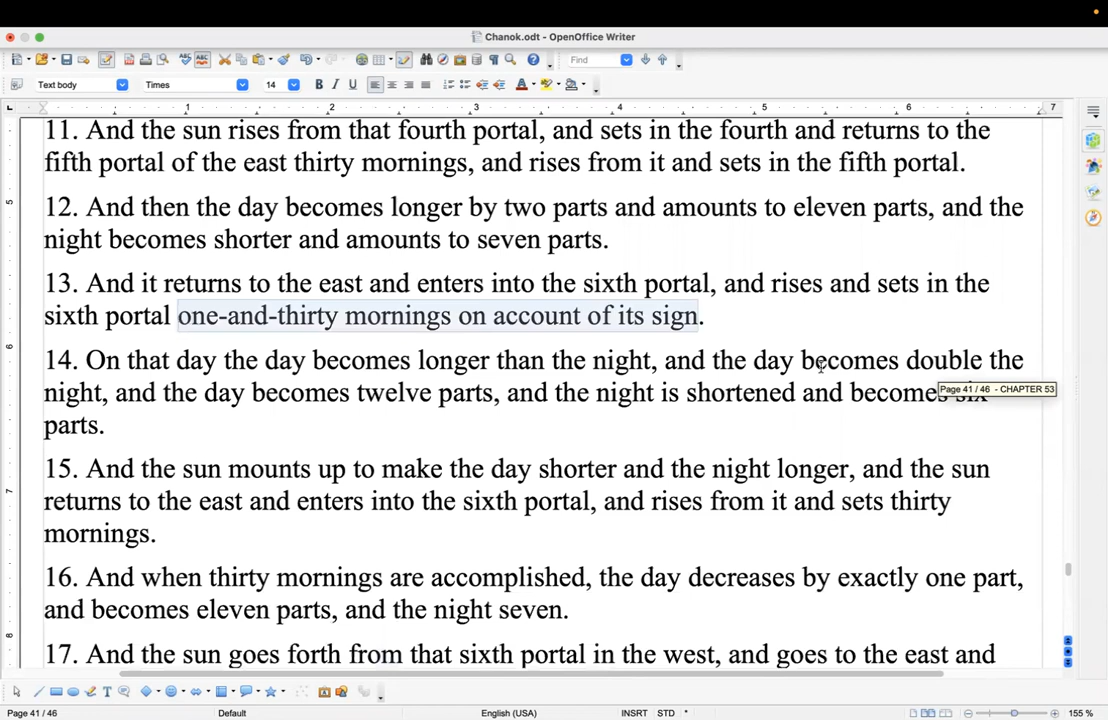 Chanok.odt - OpenOffice Writer
Find
Text body
Times
14
1 2 3 4 5 6 7
11. And the sun rises from that fourth portal, and sets in the fourth and returns to the
fifth portal of the east thirty mornings, and rises from it and sets in the fifth portal.
5
12. And then the day becomes longer by two parts and amounts to eleven parts, and the
night becomes shorter and amounts to seven parts.
13. And it returns to the east and enters into the sixth portal, and rises and sets in the
sixth portal one-and-thirty mornings on account of its sign.
6
14. On that day the day becomes longer than the night, and the day becomes double the
night, and the day becomes twelve parts, and the night is shortened and becomes six
Page 41 / 46 - CHAPTER 53
parts.
15. And the sun mounts up to make the day shorter and the night longer, and the sun
7
returns to the east and enters into the sixth portal, and rises from it and sets thirty
mornings.
16. And when thirty mornings are accomplished, the day decreases by exactly one part,
and becomes eleven parts, and the night seven.
8
17. And the sun goes forth from that sixth portal in the west, and goes to the east and
Page 41 / 46
Default
English (USA)
INSRT
STD
*
155 %